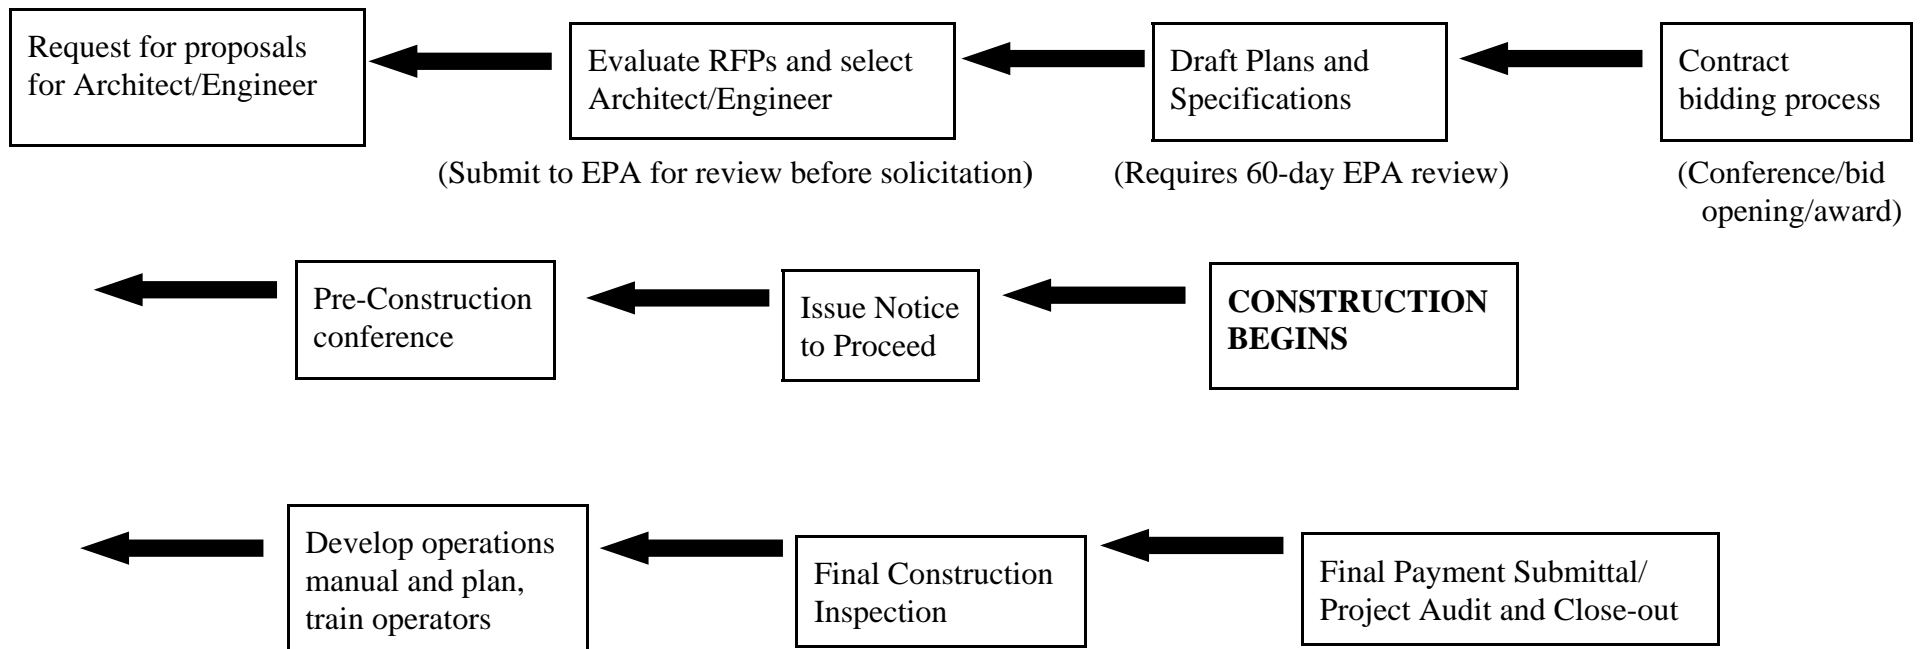 Request for proposals
for Architect/Engineer
Evaluate RFPs and select
Architect/Engineer
(Submit to EPA for review before solicitation)
Draft Plans and
Specifications
(Requires 60-day EPA review)
Contract
bidding process
(Conference/bid
opening/award)
Pre-Construction
conference
Issue Notice
to Proceed
CONSTRUCTION
BEGINS
Develop operations
manual and plan,
train operators
Final Construction
Inspection
Final Payment Submittal/
Project Audit and Close-out